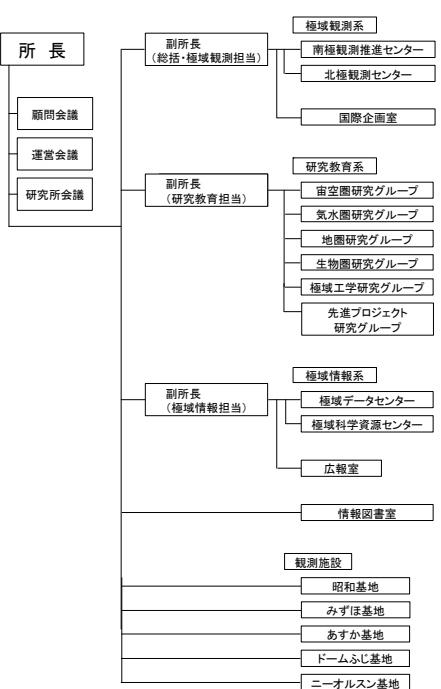 所 長
顧問会議
運営会議
研究所会議
副所長
（総括・極域観測担当）
極域観測系
南極観測推進センター
北極観測センター
国際企画室
副所長
（研究教育担当）
研究教育系
宙空圏研究グループ
気水圏研究グループ
地圏研究グループ
生物圏研究グループ
極域工学研究グループ
先進プロジェクト
研究グループ
副所長
（極域情報担当）
極域情報系
極域データセンター
極域科学資源センター
広報室
情報図書室
観測施設
昭和基地
みずほ基地
あすか基地
ドームふじ基地
ニーオルスン基地